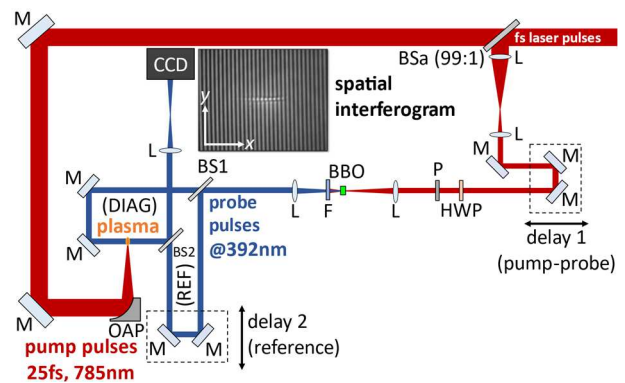 M
fs laser pulses
BSa (99:1)
L
CCD
y
x
spatial
interferogram
L
L
M
M
BS1
BBO
P
M
(DIAG)
plasma
probe
pulses
@392nm
L
F
L
HWP
M
M
BS2
(REF)
delay 1
(pump-probe)
M
OAP
M
M
delay 2
(reference)
pump pulses
25fs, 785nm